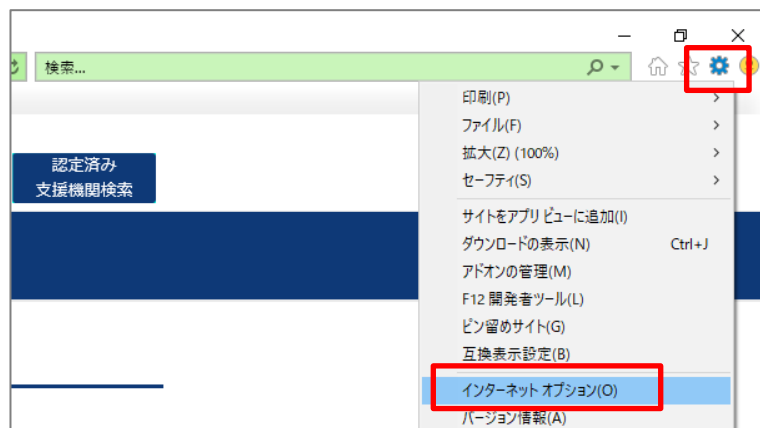 検索...
認定済み
支援機関検索
印刷(P)
ファイル(F)
拡大(Z) (100%)
セーフティ(S)
サイトをアプリ ビューに追加(I)
ダウンロードの表示(N) Ctrl+J
アドオンの管理(M)
F12 開発者ツール(L)
ピン留めサイト(G)
互換表示設定(B)
インターネット オプション(O)
バージョン情報(A)